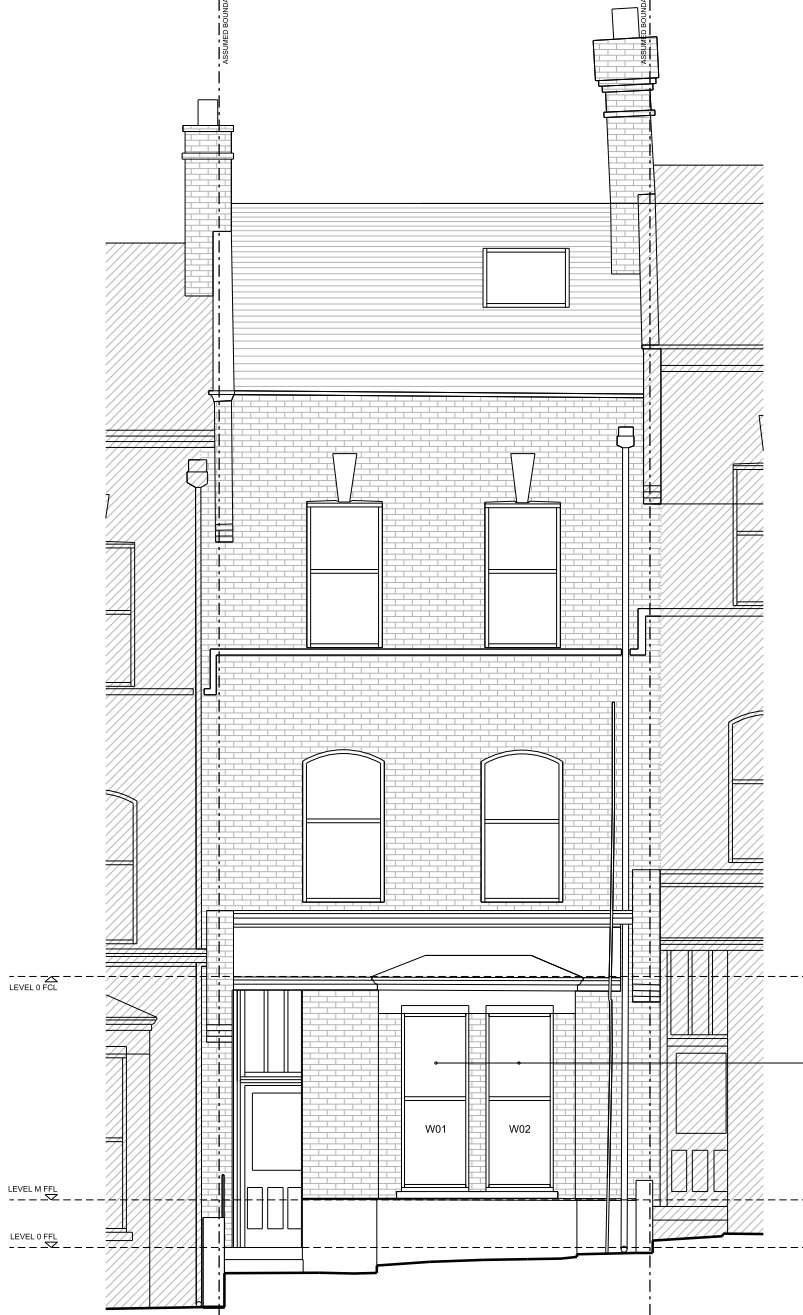 ASSUMED BOUNDA
ASSUMED BOUNDA
LEVEL 0 FCL
W01
W02
LEVEL M FFL
LEVEL 0 FFL